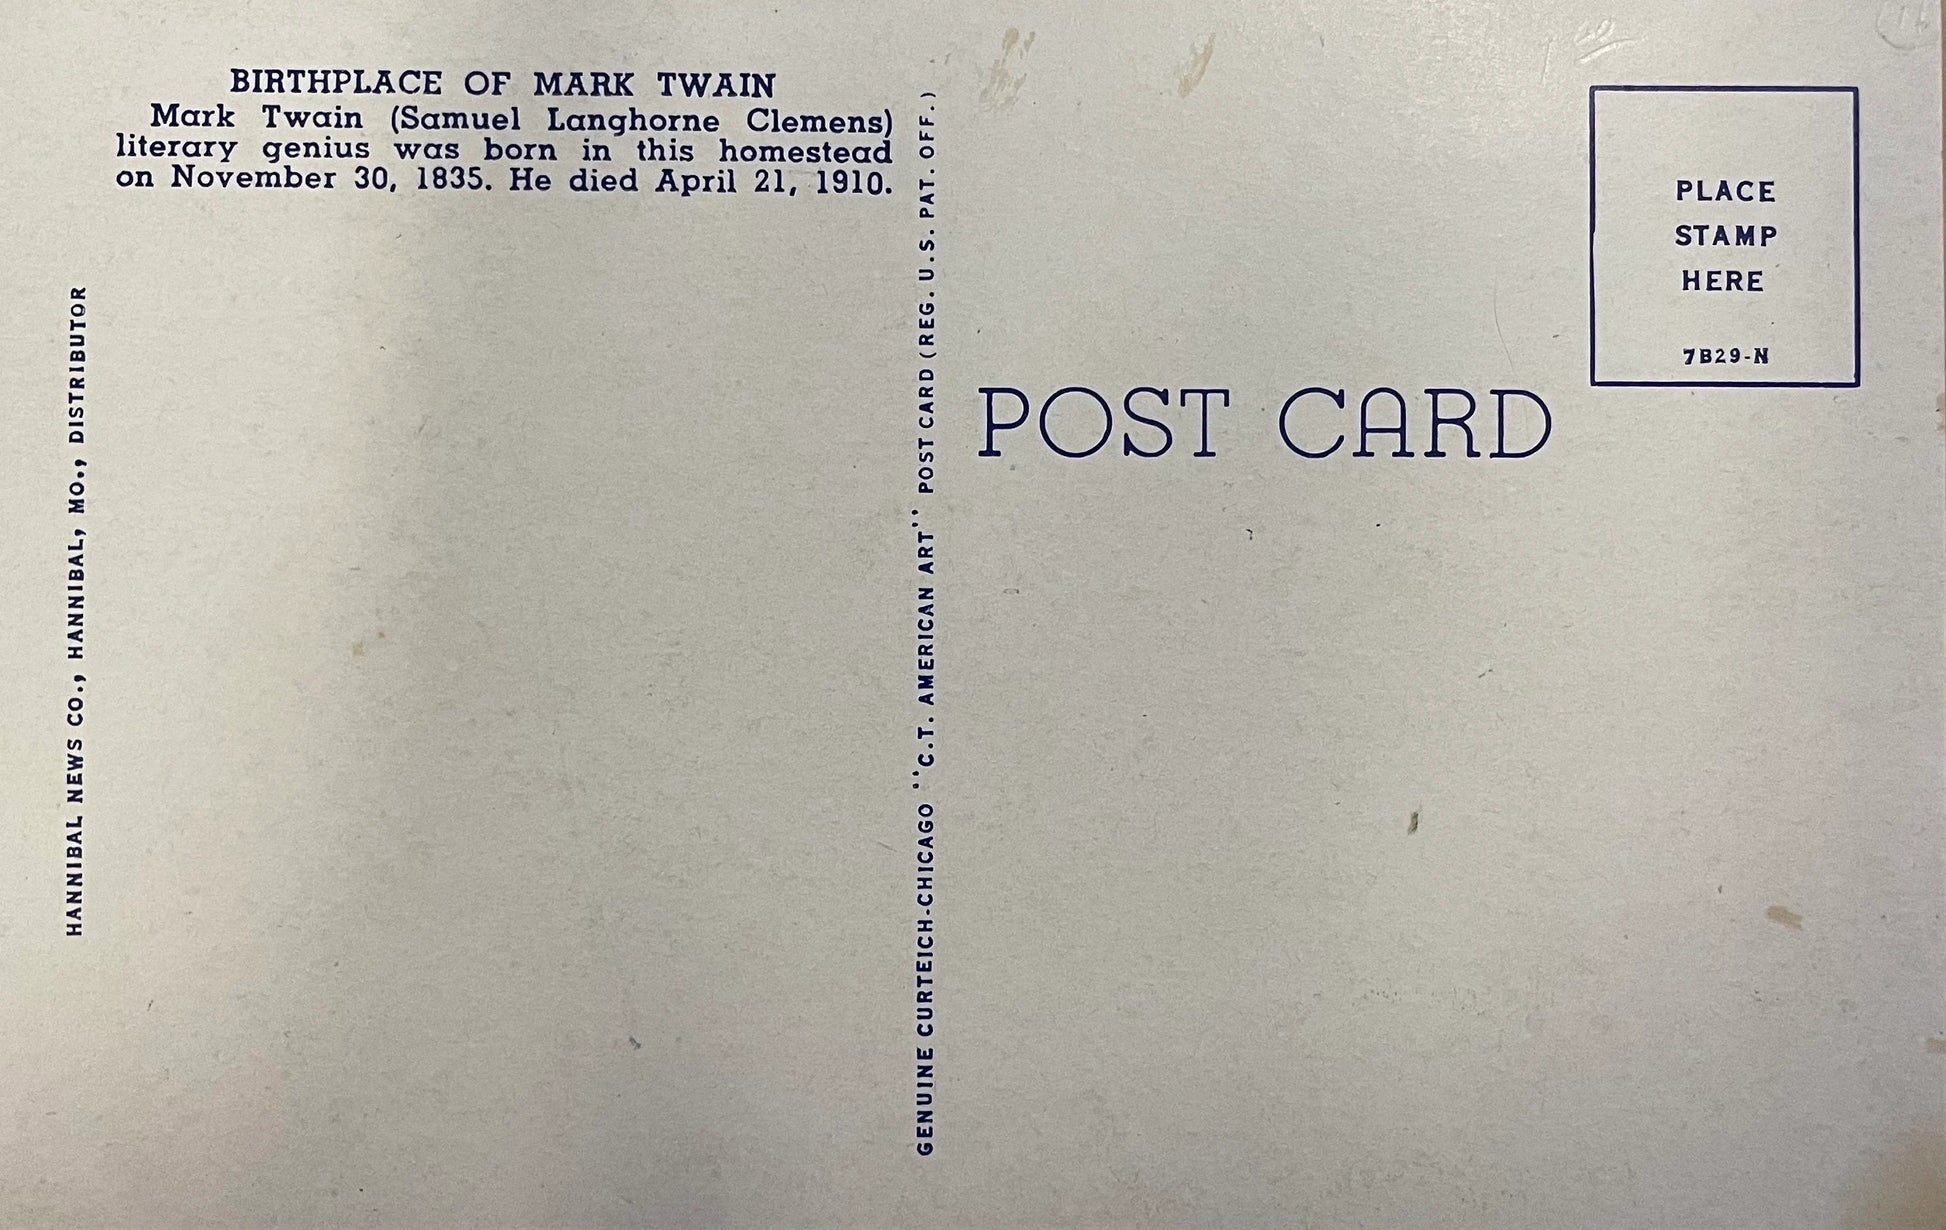 BIRTHPLACE OF MARK TWAIN
Mark Twain (Samuel Langhorne Clemens)
literary genius was born in this homestead
on November 30, 1835. He died April 21, 1910.
HANNIBAL NEWS CO., HANNIBAL, MO., DISTRIBUTOR
GENUINE CURTEICH-CHICAGO "C.T. AMERICAN ART" POST CARD (REG. U.S. PAT. OFF.)
POST CARD
PLACE
STAMP
HERE
7B29-N